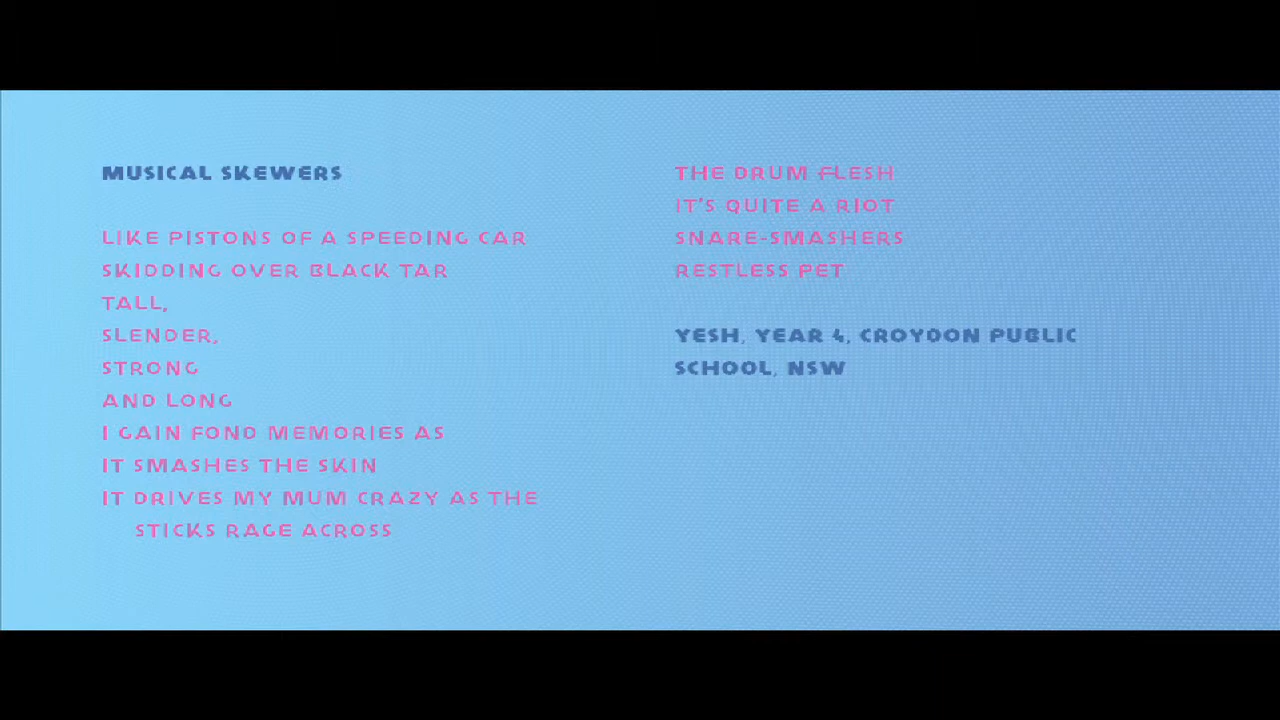 MUSICAL SKEWERS
LIKE PISTONS OF A SPEEDING CAR
SKIDDING OVER BLACK TAR
TALL,
SLENDER,
STRONG
AND LONG
I GAIN FOND MEMORIES AS
IT SMASHES THE SKIN
IT DRIVES MY MUM CRAZY AS THE
STICKS RAGE ACROSS
THE DRUM FLESH
IT'S QUITE A RIOT
SNARE-SMASHERS
RESTLESS PET
YESH, YEAR 4, CROYDON PUBLIC
SCHOOL, NSW